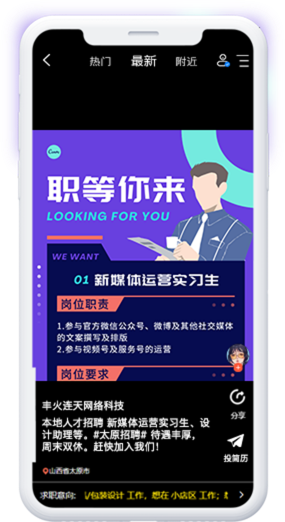 热门 最新 附近
职等你来
LOOKING FOR YOU
WE WANT
01 新媒体运营实习生
岗位职责
1.参与官方微信公众号、微博及其他社交媒体
的文案撰写及排版
2.参与视频号及服务号的运营
岗位要求
丰火连天网络科技
本地人才招聘 新媒体运营实习生、设
计助理等。#太原招聘# 待遇丰厚，
周末双休。赶快加入我们！
分享
投简历
山西省太原市
求职意向：
/包装设计 工作，想在 小店区 工作；